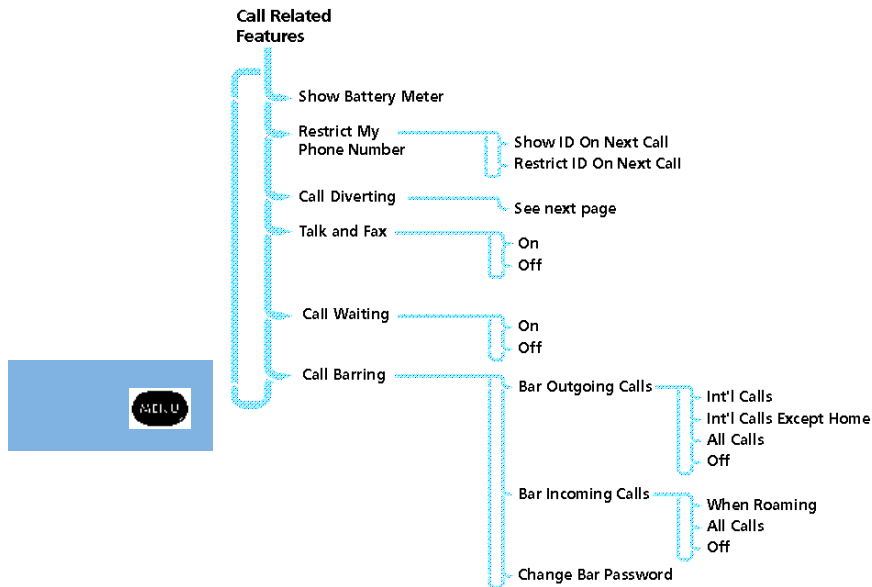 Call Related
Features
Show Battery Meter
Restrict My
Phone Number
Show ID On Next Call
Restrict ID On Next Call
Call Diverting
See next page
Talk and Fax
On
Off
Call Waiting
On
Off
Call Barring
Bar Outgoing Calls
Int'l Calls
Int'l Calls Except Home
All Calls
Off
Bar Incoming Calls
When Roaming
All Calls
Off
Change Bar Password
MENU